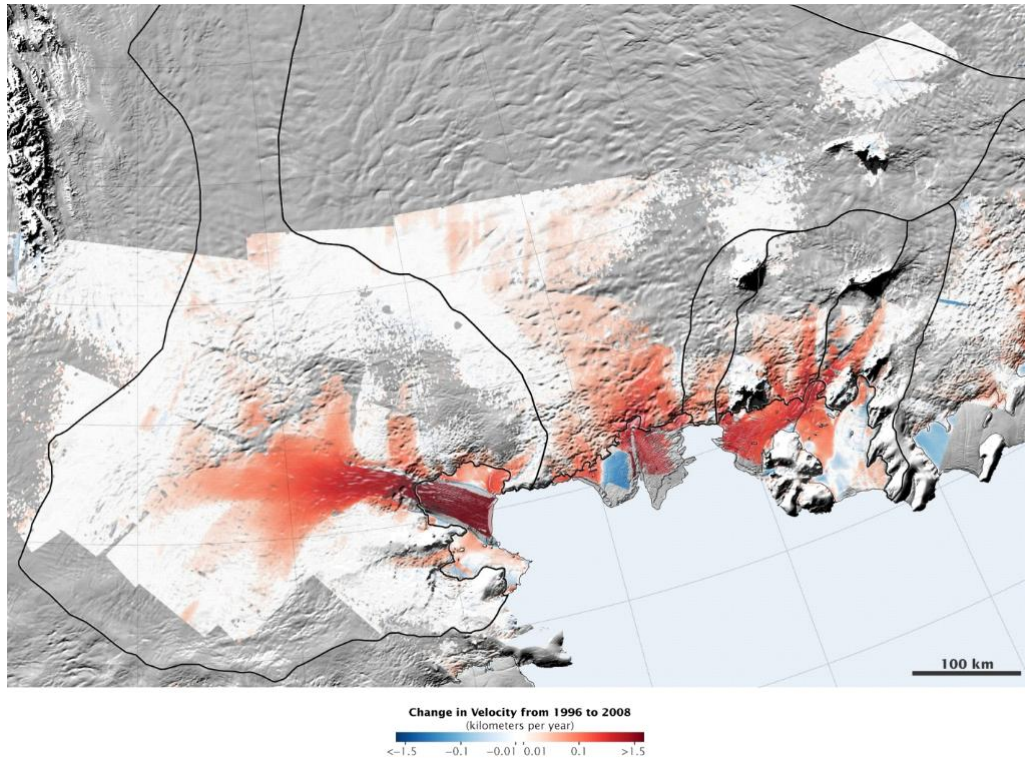 100 km
Change in Velocity from 1996 to 2008
(kilometers per year)
<−1.5 −0.1 −0.01 0.01 0.1 >1.5